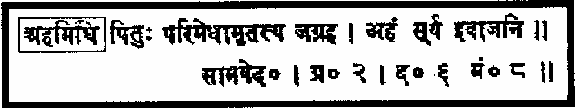 अहमिधि पितुः परिमेधामृतस्य जग्रह । अहं सूर्य इवाजनि ॥
सामवेद० । प्र० २ । द० ६ मं० ८ ॥